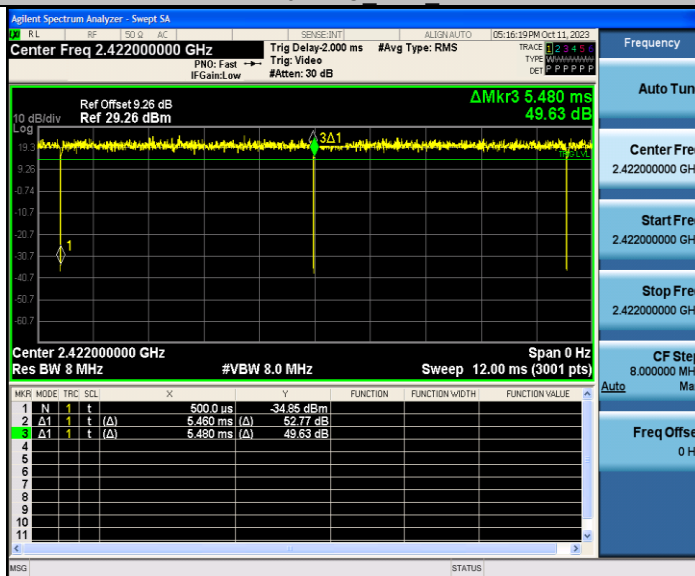 Agilent Spectrum Analyzer - Swept SA
LXI RL RF 50 Ω AC SENSE:INT ALIGN AUTO 05:16:19 PM Oct 11, 2023
Center Freq 2.422000000 GHz
PNO: Fast
IFGain:Low
Trig Delay-2.000 ms
Trig: Video
#Atten: 30 dB
#Avg Type: RMS
TRACE 1 2 3 4 5 6
TYPE W
DET P P P P P P
Ref Offset 9.26 dB
10 dB/div Ref 29.26 dBm
Log
ΔMkr3 5.480 ms
49.63 dB
19.3
9.26
-0.74
-10.7
-20.7
-30.7
-40.7
-50.7
-60.7
1
3Δ1
TRIG LVL
Center 2.422000000 GHz Span 0 Hz
Res BW 8 MHz #VBW 8.0 MHz Sweep 12.00 ms (3001 pts)
MKR MODE TRC SCL X Y FUNCTION FUNCTION WIDTH FUNCTION VALUE
1 N 1 t 500.0 µs -34.85 dBm
2 Δ1 1 t (Δ) 5.460 ms (Δ) 52.77 dB
3 Δ1 1 t (Δ) 5.480 ms (Δ) 49.63 dB
4
5
6
7
8
9
10
11
MSG STATUS
Frequency
Auto Tun
Center Fre
2.422000000 GH
Start Fre
2.422000000 GH
Stop Fre
2.422000000 GH
CF Step
8.000000 MH
Auto Ma
Freq Offse
0 H